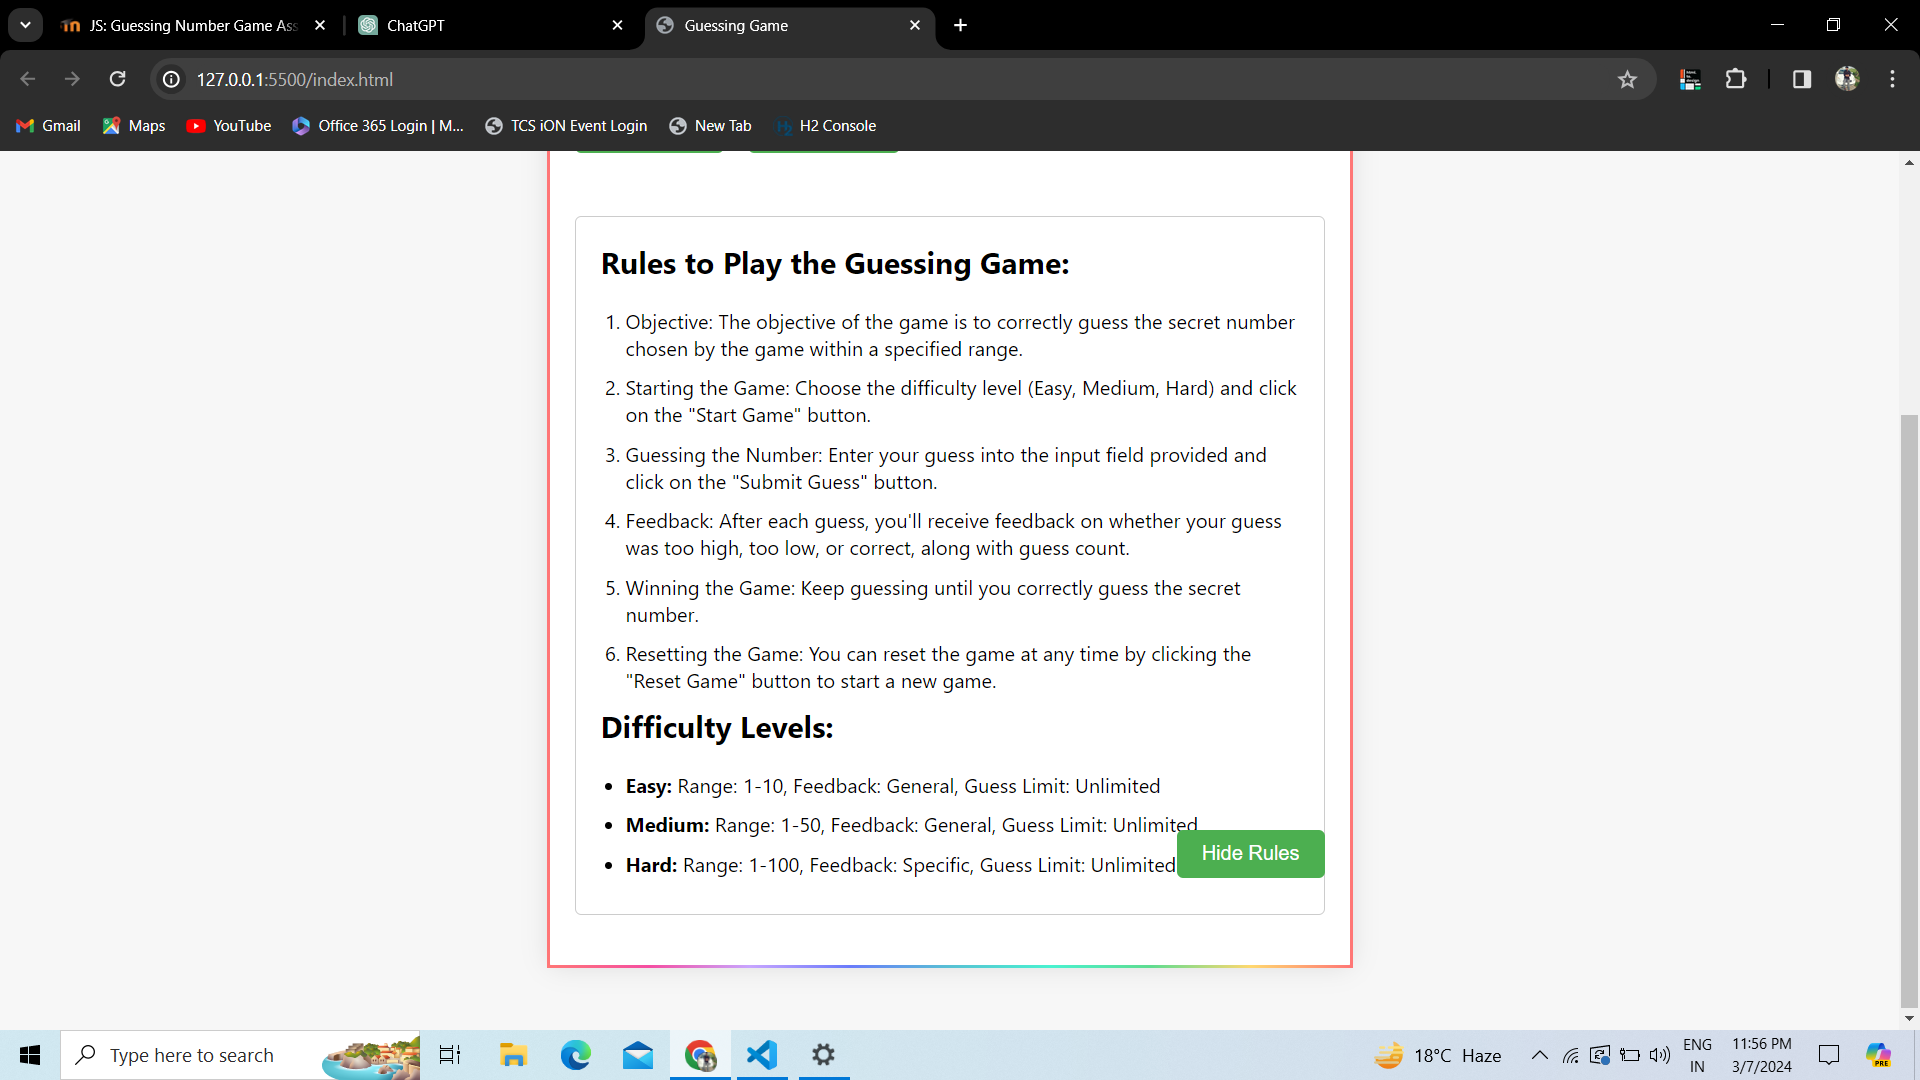 JS: Guessing Number Game Ass
ChatGPT
Guessing Game
127.0.0.1:5500/index.html
Gmail
Maps
YouTube
Office 365 Login | M...
TCS iON Event Login
New Tab
H2 Console
Rules to Play the Guessing Game:
1. Objective: The objective of the game is to correctly guess the secret number
chosen by the game within a specified range.
2. Starting the Game: Choose the difficulty level (Easy, Medium, Hard) and click
on the "Start Game" button.
3. Guessing the Number: Enter your guess into the input field provided and
click on the "Submit Guess" button.
4. Feedback: After each guess, you'll receive feedback on whether your guess
was too high, too low, or correct, along with guess count.
5. Winning the Game: Keep guessing until you correctly guess the secret
number.
6. Resetting the Game: You can reset the game at any time by clicking the
"Reset Game" button to start a new game.
Difficulty Levels:
Easy: Range: 1-10, Feedback: General, Guess Limit: Unlimited
Medium: Range: 1-50, Feedback: General, Guess Limit: Unlimited
Hard: Range: 1-100, Feedback: Specific, Guess Limit: Unlimited
Hide Rules
Type here to search
18°C Haze
ENG
IN
11:56 PM
3/7/2024
PRE